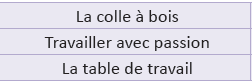 La colle à bois
Travailler avec passion
La table de travail